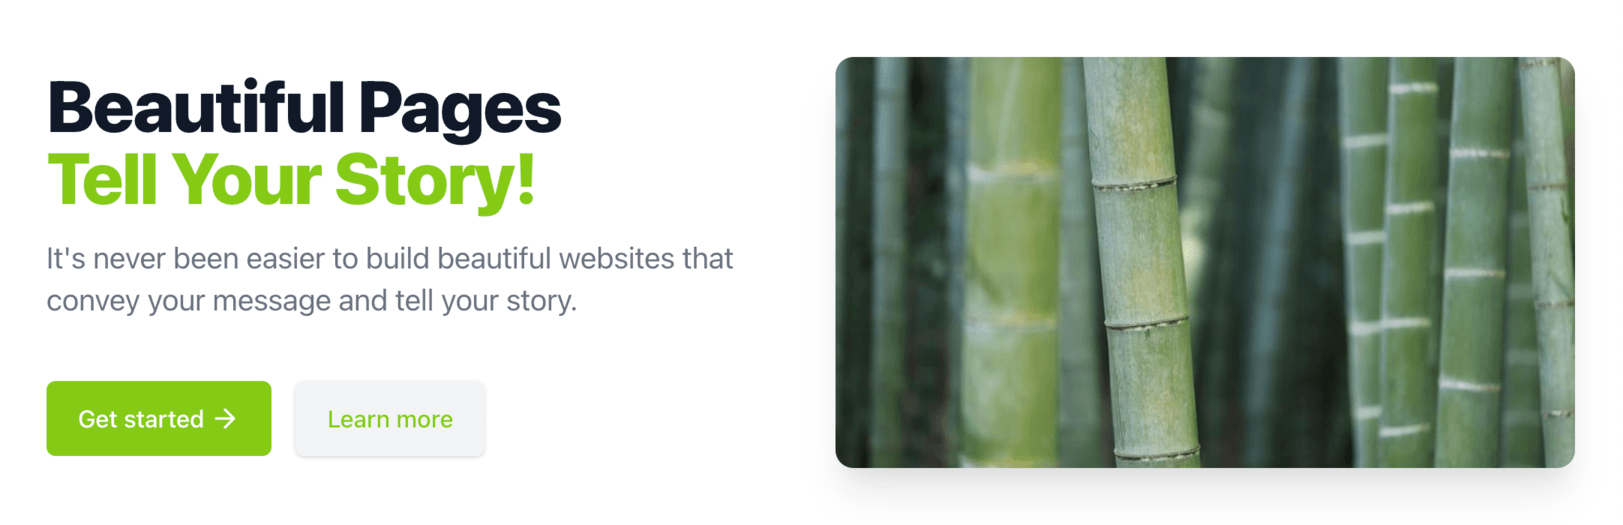 Beautiful Pages
Tell Your Story!
It's never been easier to build beautiful websites that
convey your message and tell your story.
Get started →
Learn more